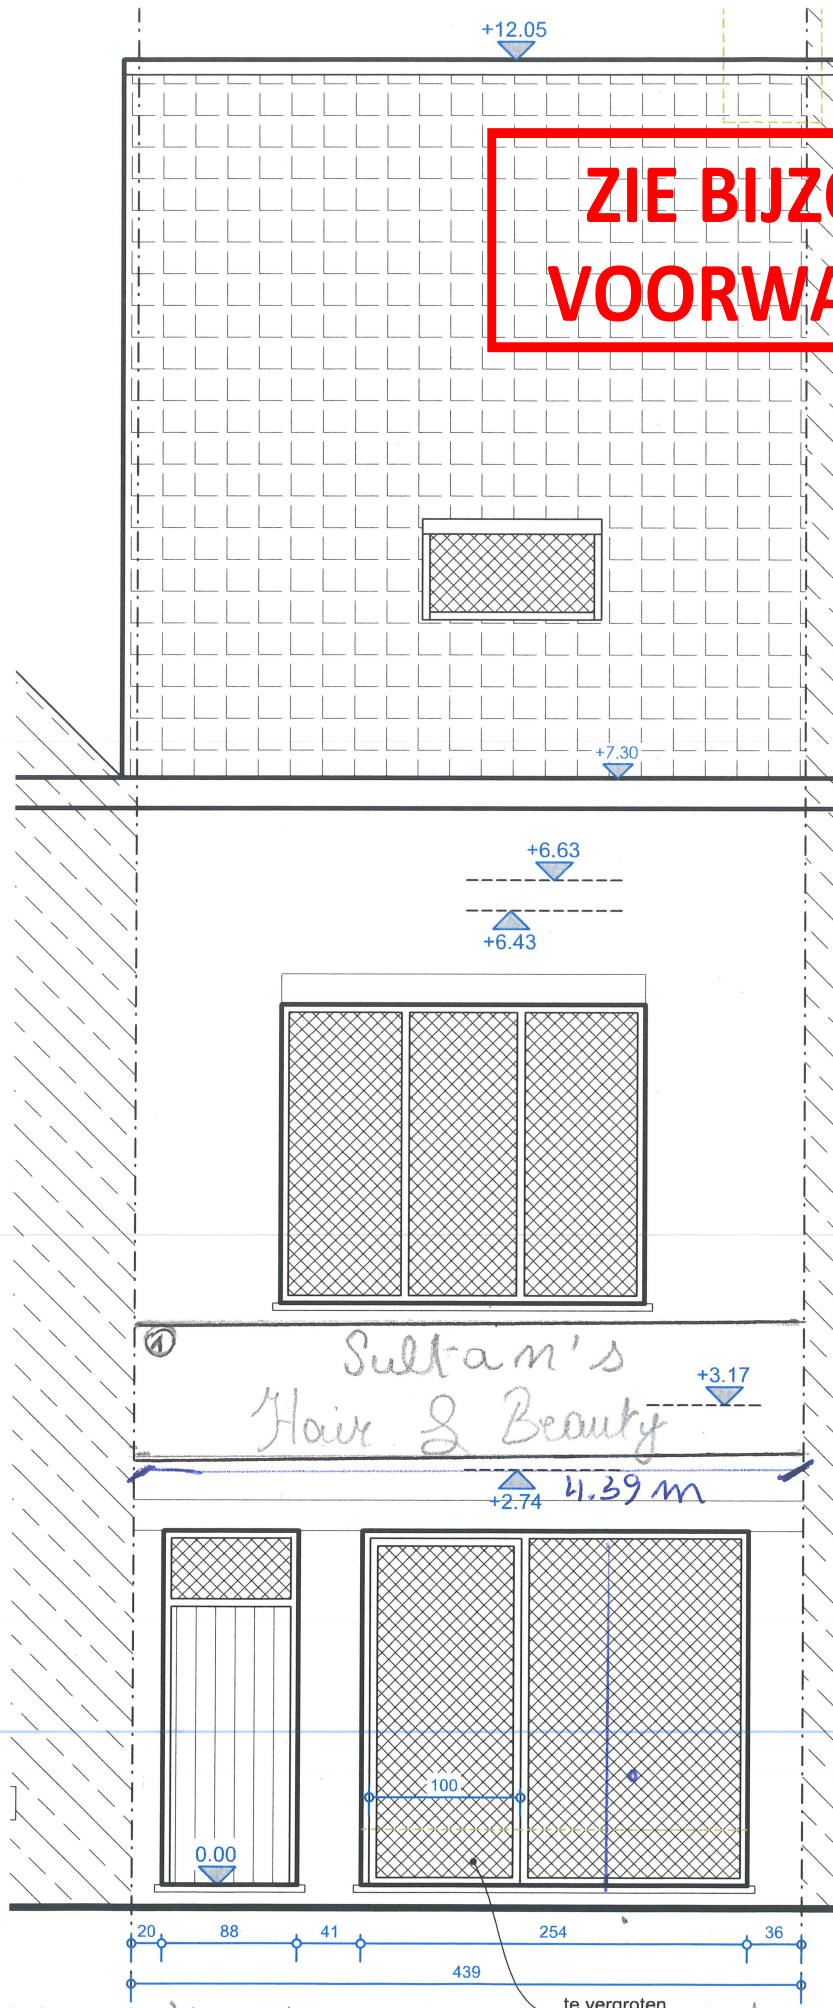 +12.05
ZIE BIJZ
VOORWA
+7.30
+6.63
+6.43
1
Sultan's
Hair & Beauty
+3.17
+2.74
4.39 m
100
0.00
20 88 41 254 36
439
te vergroten